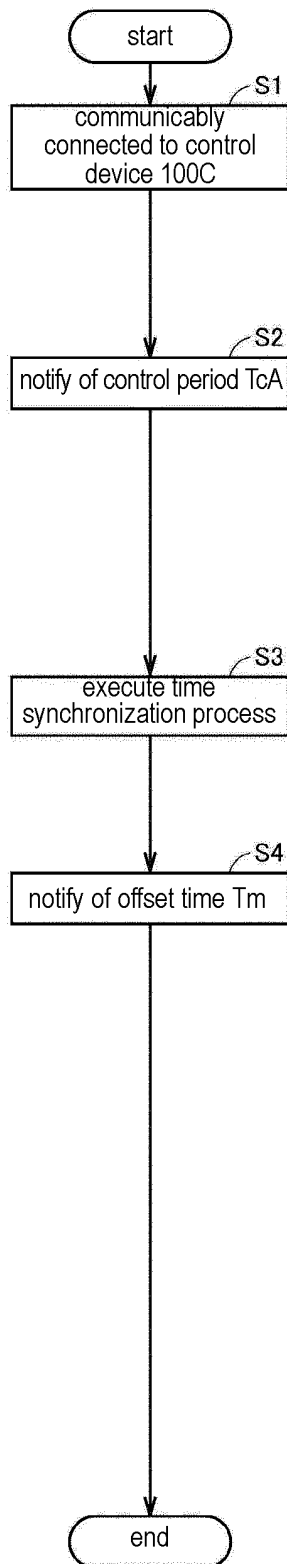 start
S1
communicably
connected to control
device 100C
S2
notify of control period TcA
S3
execute time
synchronization process
S4
notify of offset time Tm
end